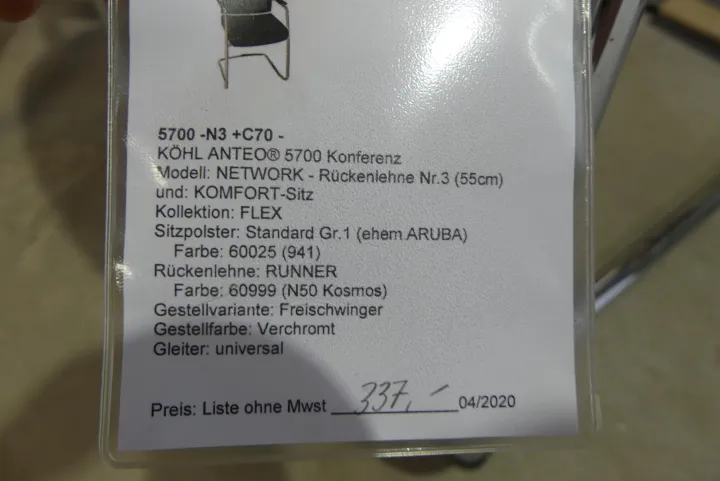 5700 -N3 +C70 -
KÖHL ANTEO® 5700 Konferenz
Modell: NETWORK - Rückenlehne Nr.3 (55cm)
und: KOMFORT-Sitz
Kollektion: FLEX
Sitzpolster: Standard Gr.1 (ehem.ARUBA)
Farbe: 60025 (941)
Rückenlehne: RUNNER
Farbe: 60999 (N50 Kosmos)
Gestellvariante: Freischwinger
Gestellfarbe: Verchromt
Gleiter: universal
Preis: Liste ohne Mwst 337,- 04/2020